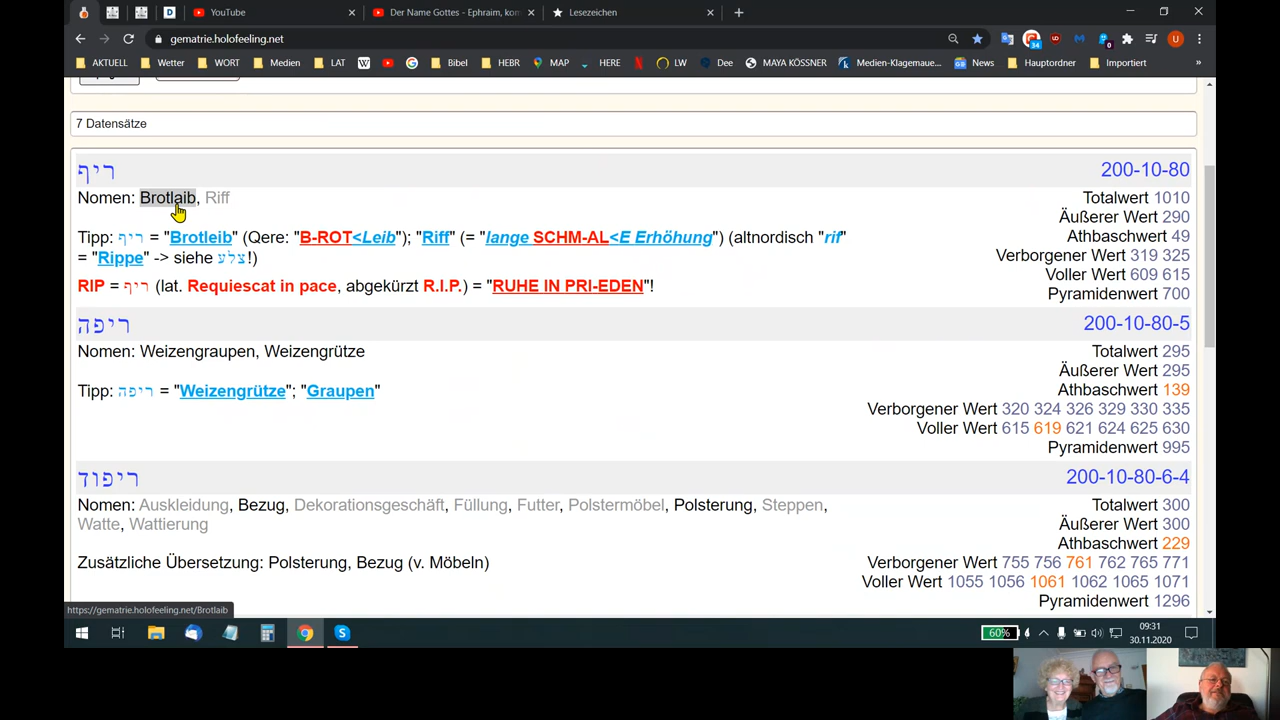 YouTube × Der Name Gottes - Ephraim, kon × Lesezeichen × +
gematrie.holofeeling.net
AKTUELL Wetter WORT Medien LAT Bibel HEBR MAP HERE LW Dee MAYA KÖSSNER Medien-Klagemaue... News Hauptordner Importiert »
7 Datensätze
ריף 200-10-80
Nomen: Brotlaib, Riff Totalwert 1010
Äußerer Wert 290
Tipp: ריף = "Brotleib" (Qere: "B-ROT<Leib"); "Riff" (= "lange SCHM-AL<E Erhöhung") (altnordisch "rif" Athbaschwert 49
= "Rippe" -> siehe צלע!) Verborgener Wert 319 325
Voller Wert 609 615
RIP = ריף (lat. Requiescat in pace, abgekürzt R.I.P.) = "RUHE IN PRI-EDEN"! Pyramidenwert 700
ריפה 200-10-80-5
Nomen: Weizengraupen, Weizengrütze Totalwert 295
Äußerer Wert 295
Tipp: ריפה = "Weizengrütze"; "Graupen" Athbaschwert 139
Verborgener Wert 320 324 326 329 330 335
Voller Wert 615 619 621 624 625 630
Pyramidenwert 995
ריפוד 200-10-80-6-4
Nomen: Auskleidung, Bezug, Dekorationsgeschäft, Füllung, Futter, Polstermöbel, Polsterung, Steppen, Totalwert 300
Watte, Wattierung Äußerer Wert 300
Athbaschwert 229
Zusätzliche Übersetzung: Polsterung, Bezug (v. Möbeln) Verborgener Wert 755 756 761 762 765 771
Voller Wert 1055 1056 1061 1062 1065 1071
Pyramidenwert 1296
https://gematrie.holofeeling.net/Brotlaib
60% 09:31
30.11.2020